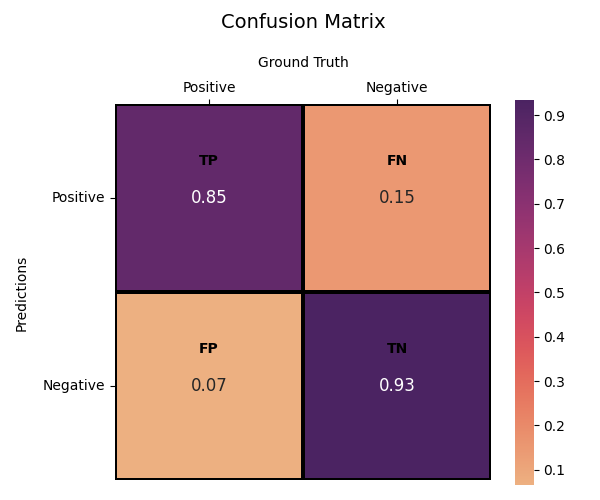 Confusion Matrix
Ground Truth
Positive Negative
TP FN
Positive 0.85 0.15
Predictions
FP TN
Negative 0.07 0.93
0.9
0.8
0.7
0.6
0.5
0.4
0.3
0.2
0.1